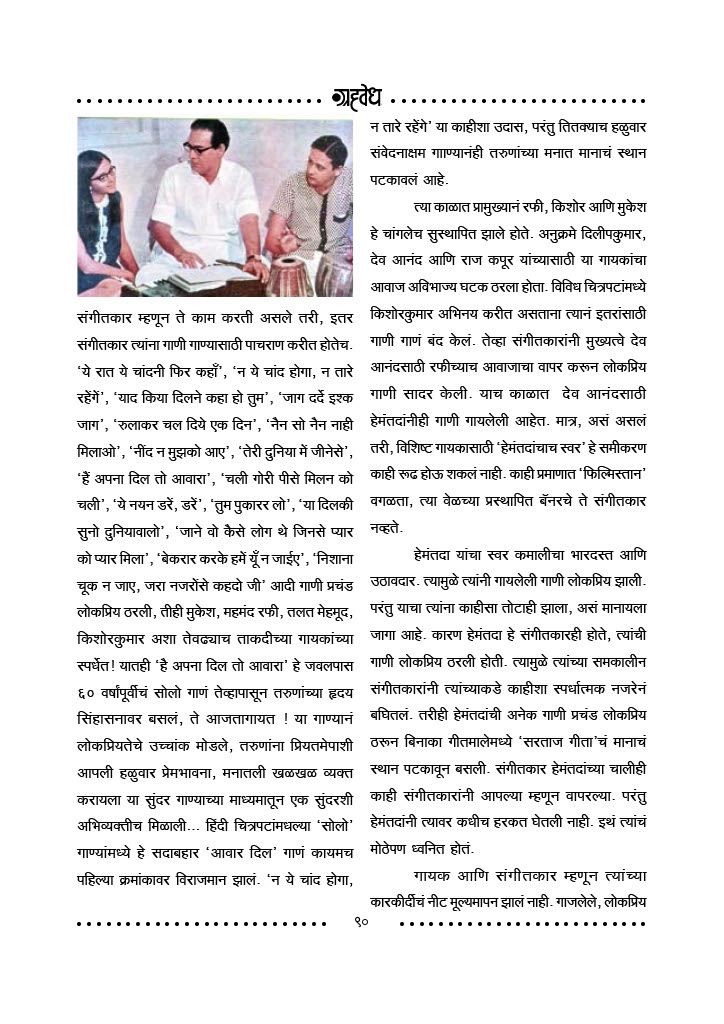 ग्रहवेध
संगीतकार म्हणून ते काम करती असले तरी, इतर
संगीतकार त्यांना गाणी गाण्यासाठी पाचराण करीत होतेच.
‘ये रात ये चांदनी फिर कहाँ’, ‘न ये चांद होगा, न तारे
रहेंगें’, ‘याद किया दिलने कहा हो तुम’, ‘जाग दर्दे इश्क
जाग’, ‘रुलाकर चल दिये एक दिन’, ‘नैन सो नैन नाही
मिलाओ’, ‘नींद न मुझको आए’, ‘तेरी दुनिया में जीनेसे’,
‘हैं अपना दिल तो आवारा’, ‘चली गोरी पीसे मिलन को
चली’, ‘ये नयन डरें, डरें’, ‘तुम पुकारर लो’, ‘या दिलकी
सुनो दुनियावालो’, ‘जाने वो कैसे लोग थे जिनसे प्यार
को प्यार मिला’, ‘बेकरार करके हमें यूँ न जाईए’, ‘निशाना
चूक न जाए, जरा नजरोंसे कहदो जी’ आदी गाणी प्रचंड
लोकप्रिय ठरली, तीही मुकेश, महमंद रफी, तलत मेहमूद,
किशोरकुमार अशा तेवढ्याच ताकदीच्या गायकांच्या
स्पर्धेत! यातही ‘है अपना दिल तो आवारा’ हे जवलपास
६० वर्षांपूर्वीचं सोलो गाणं तेव्हापासून तरुणांच्या हृदय
सिंहासनावर बसलं, ते आजतागायत ! या गाण्यानं
लोकप्रियतेचे उच्चांक मोडले, तरुणांना प्रियतमेपाशी
आपली हळुवार प्रेमभावना, मनातली खळखळ व्यक्त
करायला या सुंदर गाण्याच्या माध्यमातून एक सुंदरशी
अभिव्यक्तीच मिळाली... हिंदी चित्रपटांमधल्या ‘सोलो’
गाण्यांमध्ये हे सदाबहार ‘आवार दिल’ गाणं कायमच
पहिल्या क्रमांकावर विराजमान झालं. ‘न ये चांद होगा,
न तारे रहेंगे’ या काहीशा उदास, परंतु तितक्याच हळुवार
संवेदनाक्षम गााण्यानंही तरुणांच्या मनात मानाचं स्थान
पटकावलं आहे.
त्या काळात प्रामुख्यानं रफी, किशोर आणि मुकेश
हे चांगलेच सुस्थापित झाले होते. अनुक्रमे दिलीपकुमार,
देव आनंद आणि राज कपूर यांच्यासाठी या गायकांचा
आवाज अविभाज्य घटक ठरला होता. विविध चित्रपटांमध्ये
किशोरकुमार अभिनय करीत असताना त्यानं इतरांसाठी
गाणी गाणं बंद केलं. तेव्हा संगीतकारांनी मुख्यत्वे देव
आनंदसाठी रफीच्याच आवाजाचा वापर करून लोकप्रिय
गाणी सादर केली. याच काळात देव आनंदसाठी
हेमंतदांनीही गाणी गायलेली आहेत. मात्र, असं असलं
तरी, विशिष्ट गायकासाठी ‘हेमंतदांचाच स्वर’ हे समीकरण
काही रूढ होऊ शकलं नाही. काही प्रमाणात ‘फिल्मिस्तान’
वगळता, त्या वेळच्या प्रस्थापित बॅनरचे ते संगीतकार
नव्हते.
हेमंतदा यांचा स्वर कमालीचा भारदस्त आणि
उठावदार. त्यामुळे त्यांनी गायलेली गाणी लोकप्रिय झाली.
परंतु याचा त्यांना काहीसा तोटाही झाला, असं मानायला
जागा आहे. कारण हेमंतदा हे संगीतकारही होते, त्यांची
गाणी लोकप्रिय ठरली होती. त्यामुळे त्यांच्या समकालीन
संगीतकारांनी त्यांच्याकडे काहीशा स्पर्धात्मक नजरेनं
बघितलं. तरीही हेमंतदांची अनेक गाणी प्रचंड लोकप्रिय
ठरून बिनाका गीतमालेमध्ये ‘सरताज गीता’चं मानाचं
स्थान पटकावून बसली. संगीतकार हेमंतदांच्या चालीही
काही संगीतकारांनी आपल्या म्हणून वापरल्या. परंतु
हेमंतदांनी त्यावर कधीच हरकत घेतली नाही. इथं त्यांचं
मोठेपण ध्वनित होतं.
गायक आणि संगीतकार म्हणून त्यांच्या
कारकीर्दीचं नीट मूल्यमापन झालं नाही. गाजलेले, लोकप्रिय
९०